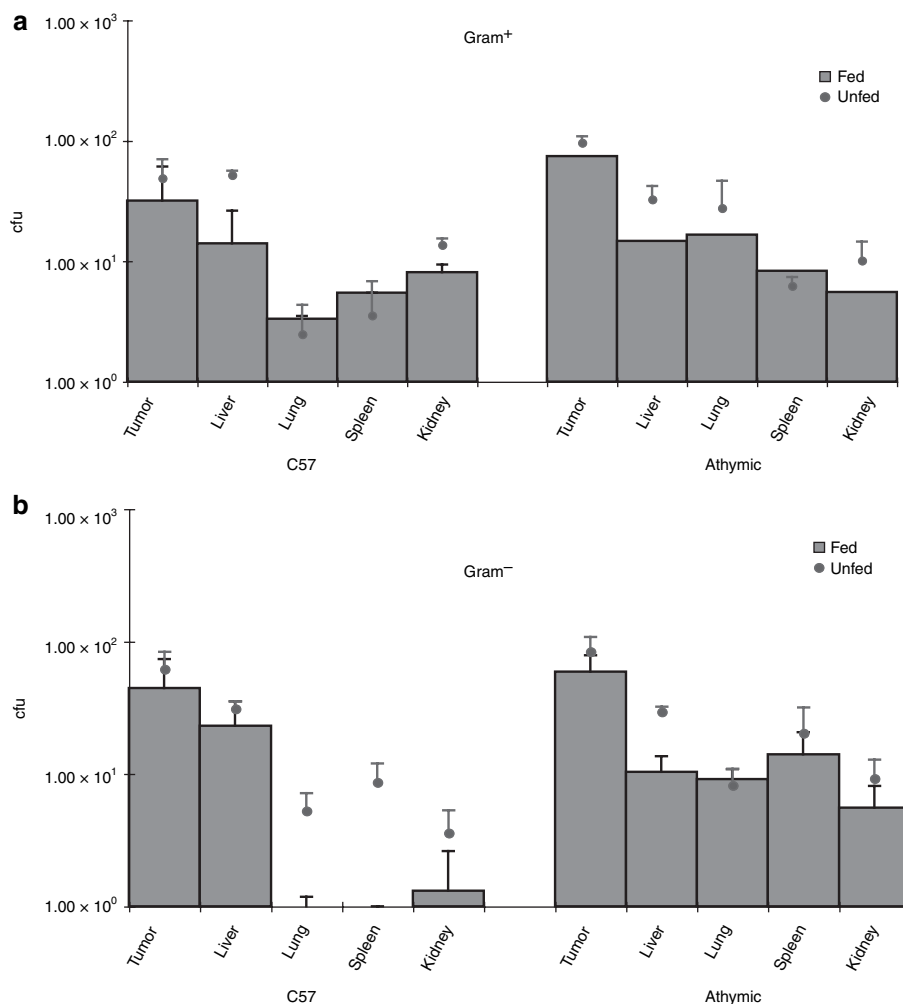 a
Gram+
Fed
Unfed
1.00 × 10³
1.00 × 10²
1.00 × 10¹
1.00 × 10⁰
cfu
Tumor
Liver
Lung
Spleen
Kidney
Tumor
Liver
Lung
Spleen
Kidney
C57
Athymic
b
Gram−
Fed
Unfed
1.00 × 10³
1.00 × 10²
1.00 × 10¹
1.00 × 10⁰
cfu
Tumor
Liver
Lung
Spleen
Kidney
Tumor
Liver
Lung
Spleen
Kidney
C57
Athymic